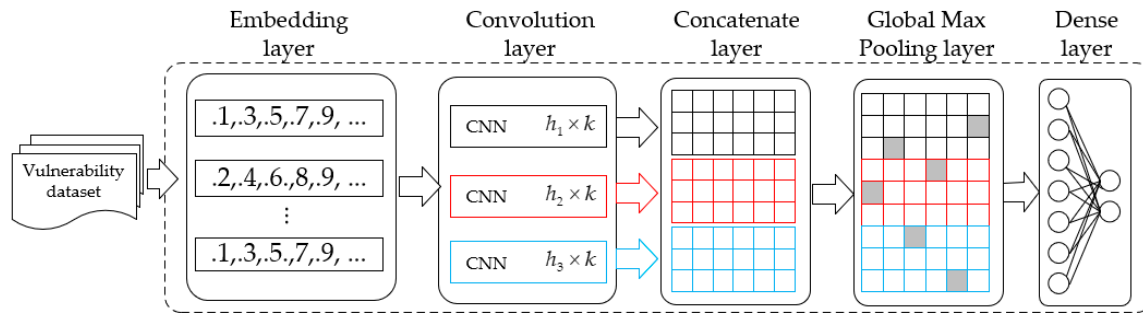 Embedding
layer
Convolution
layer
Concatenate
layer
Global Max
Pooling layer
Dense
layer
Vulnerability
dataset
.1,.3,.5,.7,.9, ...
.2,.4,.6.,8,.9, ...
⋮
.1,.3,.5.,7,.9, ...
CNN h₁ × k
CNN h₂ × k
CNN h₃ × k